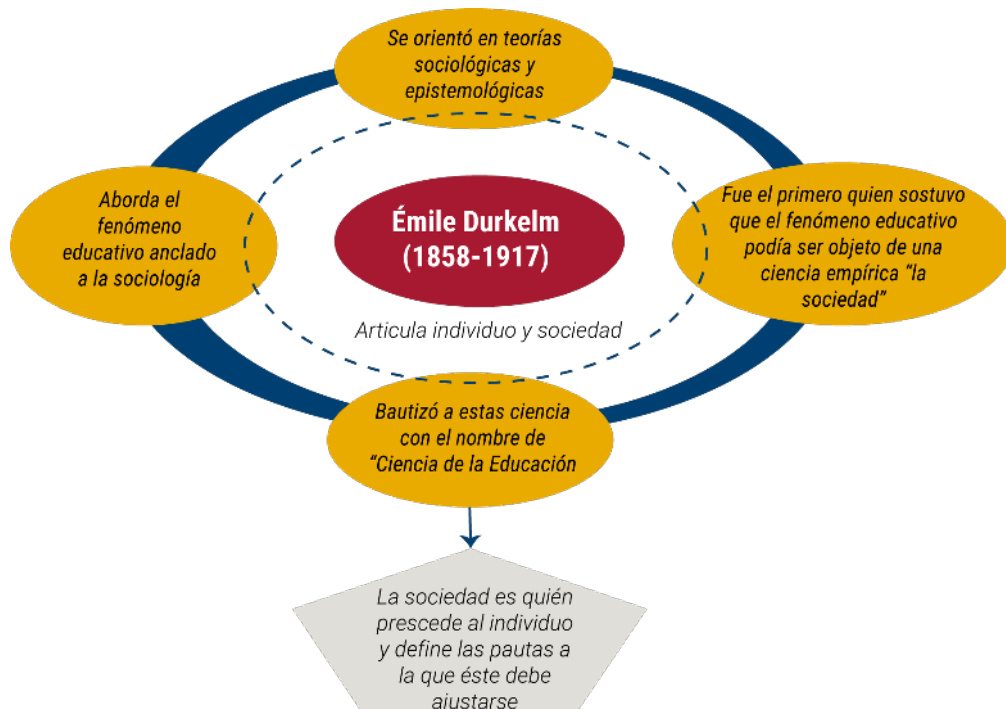 Se orientó en teorías
sociológicas y
epistemológicas
Aborda el
fenómeno
educativo anclado
a la sociología
Émile Durkelm
(1858-1917)
Fue el primero quien sostuvo
que el fenómeno educativo
podía ser objeto de una
ciencia empírica “la
sociedad”
Articula individuo y sociedad
Bautizó a estas ciencia
con el nombre de
“Ciencia de la Educación
La sociedad es quién
prescede al individuo
y define las pautas a
la que éste debe
ajustarse